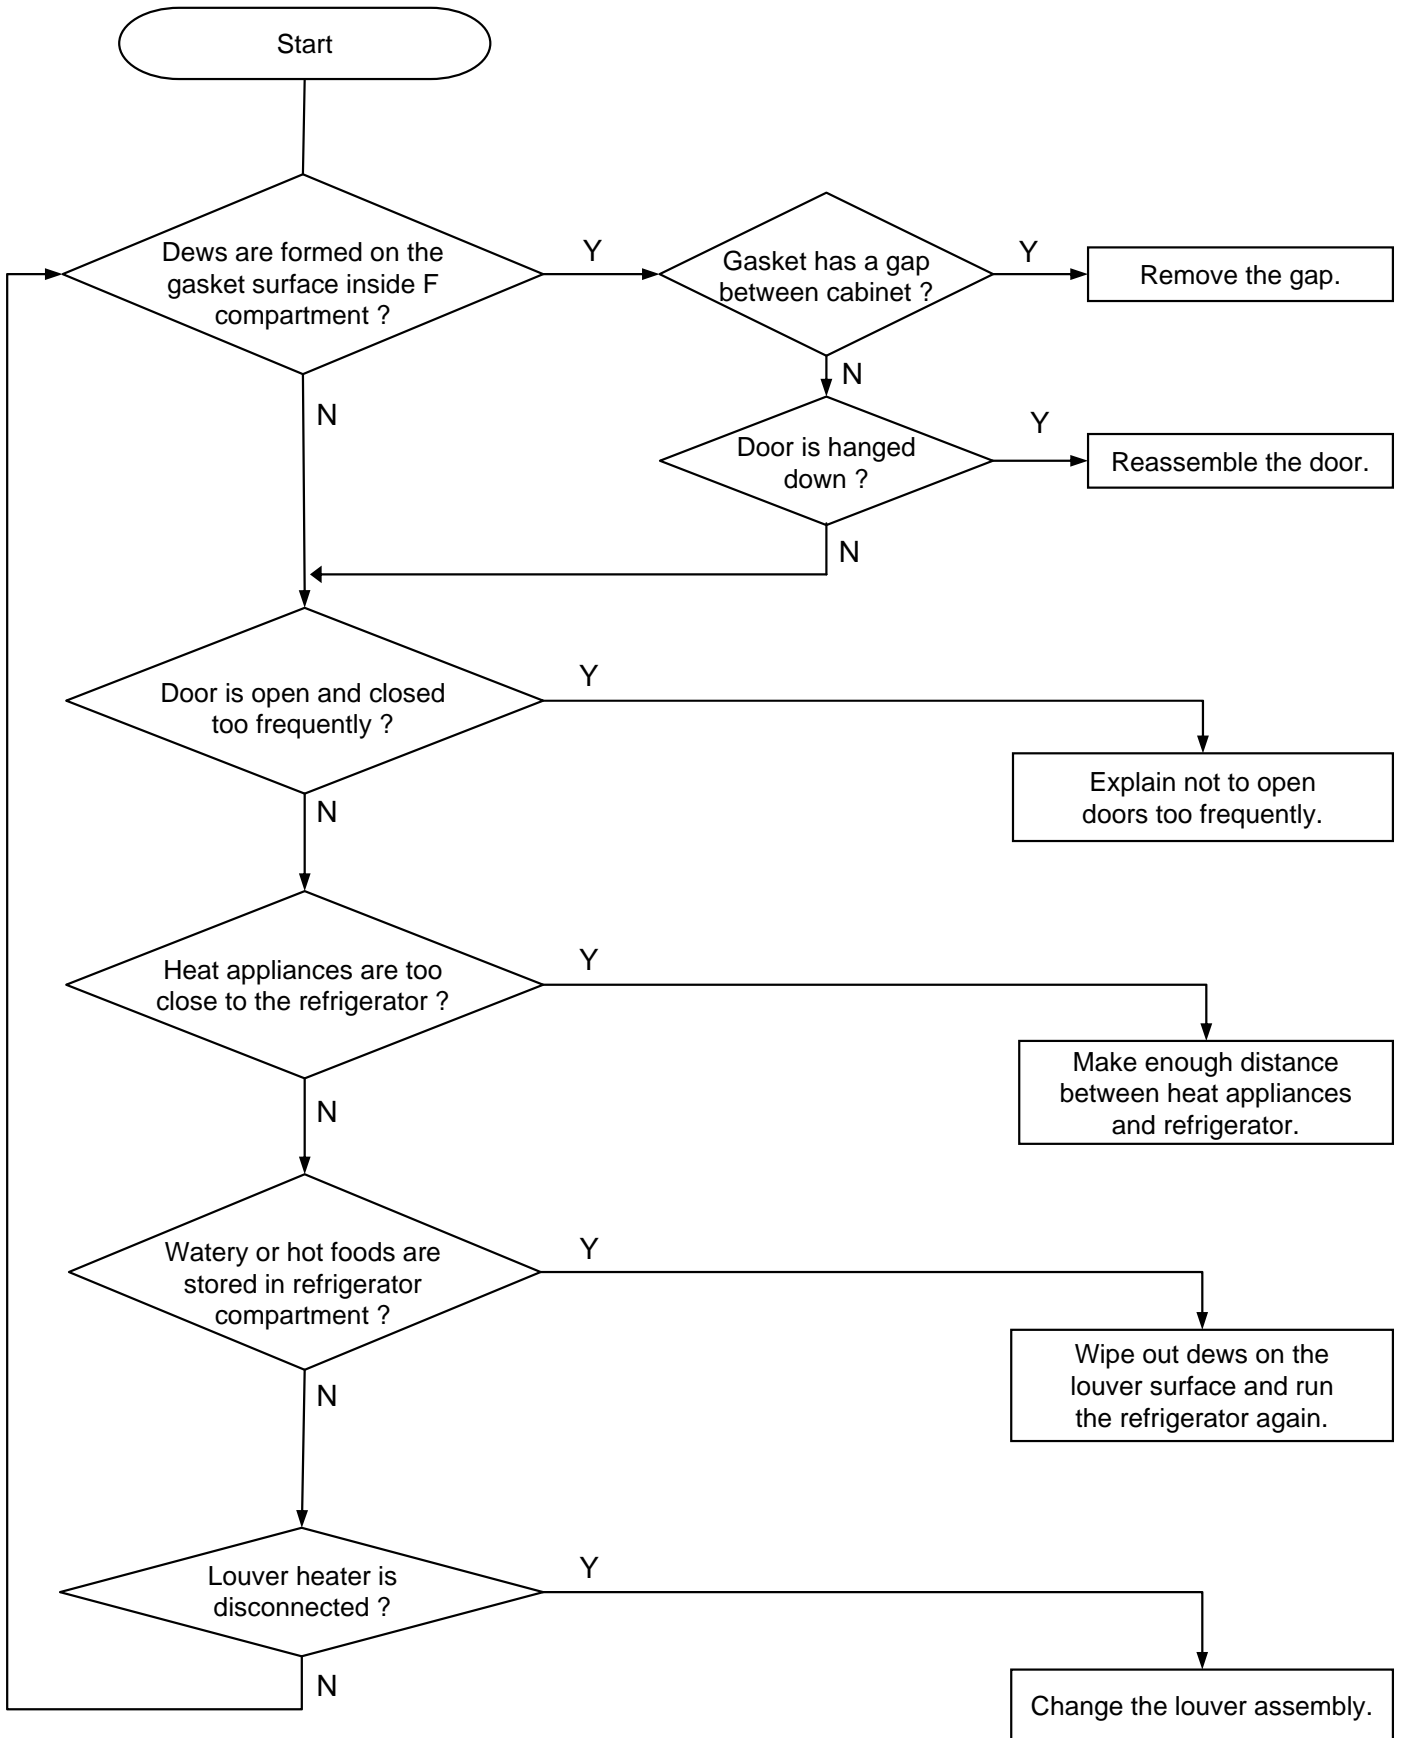 Start
Dews are formed on the
gasket surface inside F
compartment ?
Y
Gasket has a gap
between cabinet ?
Y
Remove the gap.
N
N
Door is hanged
down ?
Y
Reassemble the door.
N
Door is open and closed
too frequently ?
Y
Explain not to open
doors too frequently.
N
Heat appliances are too
close to the refrigerator ?
Y
Make enough distance
between heat appliances
and refrigerator.
N
Watery or hot foods are
stored in refrigerator
compartment ?
Y
Wipe out dews on the
louver surface and run
the refrigerator again.
N
Louver heater is
disconnected ?
Y
Change the louver assembly.
N